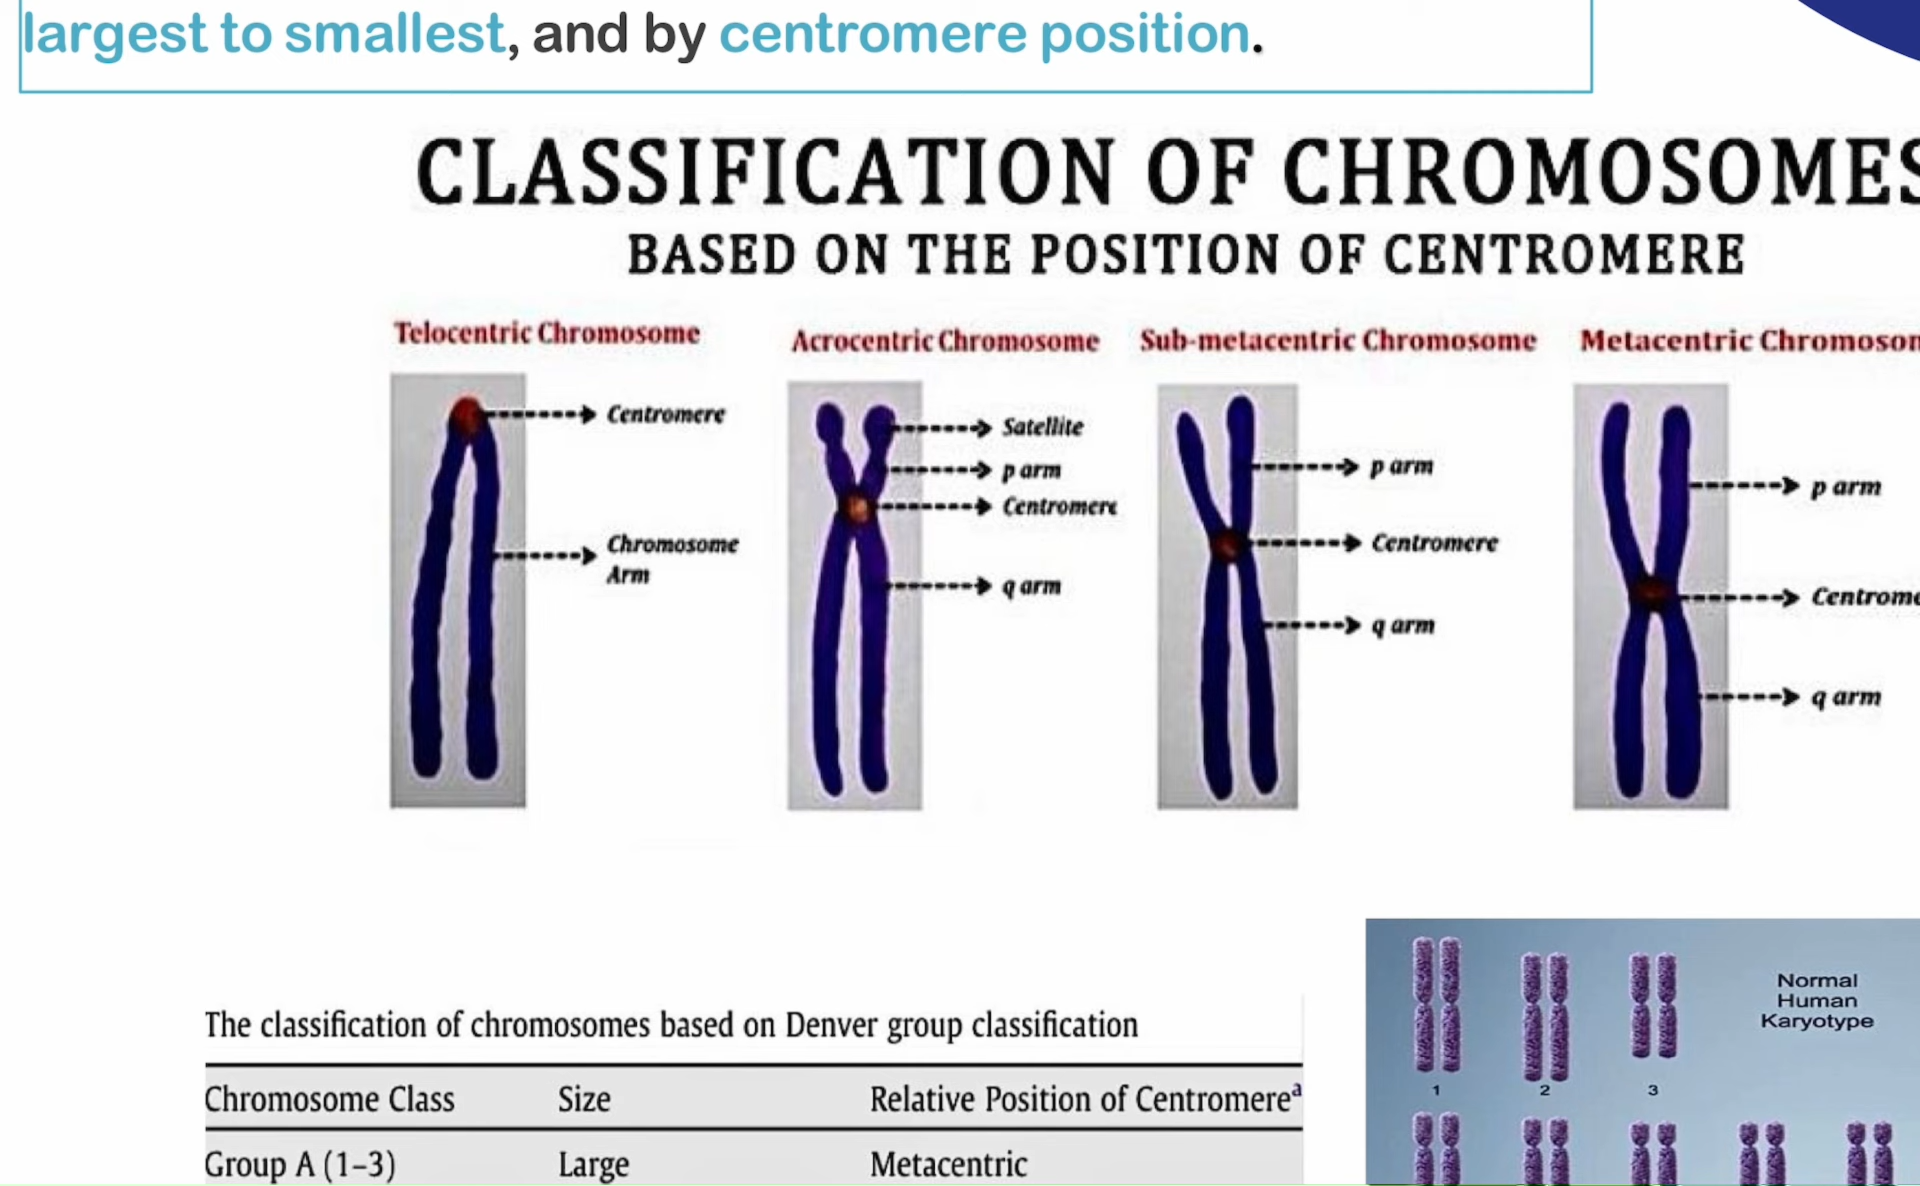 largest to smallest, and by centromere position.
CLASSIFICATION OF CHROMOSOMES
BASED ON THE POSITION OF CENTROMERE
Telocentric Chromosome
Centromere
Chromosome
Arm
Acrocentric Chromosome
Satellite
p arm
Centromere
q arm
Sub-metacentric Chromosome
p arm
Centromere
q arm
Metacentric Chromosom
p arm
Centrome
q arm
The classification of chromosomes based on Denver group classification
Chromosome Class Size Relative Position of Centromereª
Group A (1–3) Large Metacentric
Normal
Human
Karyotype
1 2 3